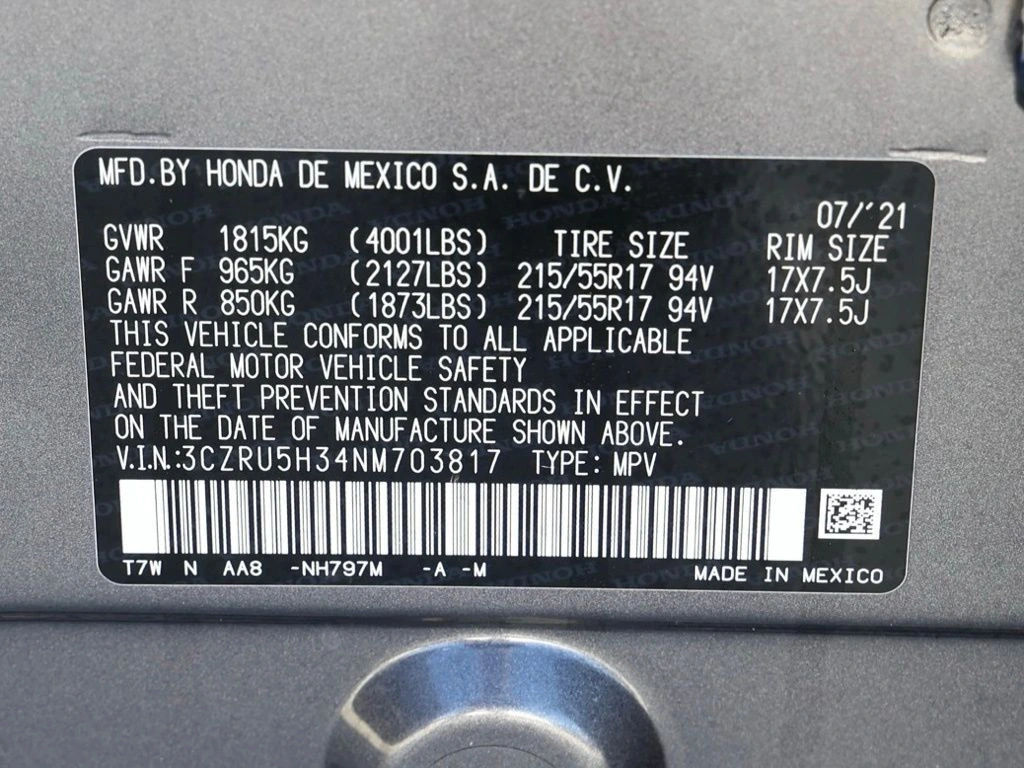 MFD.BY HONDA DE MEXICO S.A. DE C.V.
07/'21
GVWR 1815KG (4001LBS) TIRE SIZE RIM SIZE
GAWR F 965KG (2127LBS) 215/55R17 94V 17X7.5J
GAWR R 850KG (1873LBS) 215/55R17 94V 17X7.5J
THIS VEHICLE CONFORMS TO ALL APPLICABLE
FEDERAL MOTOR VEHICLE SAFETY
AND THEFT PREVENTION STANDARDS IN EFFECT
ON THE DATE OF MANUFACTURE SHOWN ABOVE.
V.I.N.:3CZRU5H34NM703817 TYPE: MPV
T7W N AA8 -NH797M -A -M MADE IN MEXICO